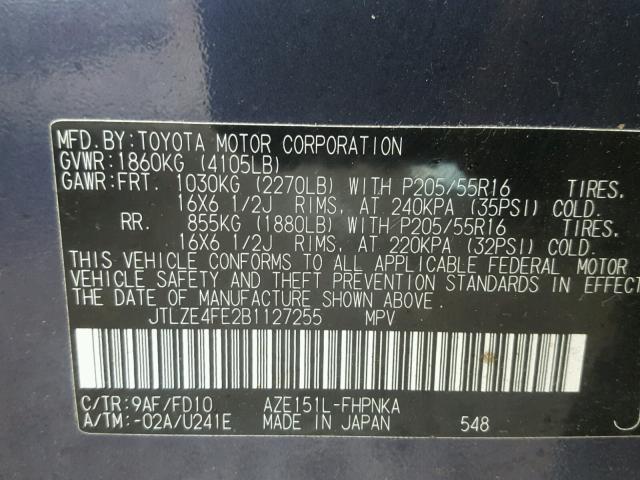 MFD.BY:TOYOTA MOTOR CORPORATION
GVWR:1860KG (4105LB)
GAWR:FRT. 1030KG (2270LB) WITH P205/55R16 TIRES,
16X6 1/2J RIMS, AT 240KPA (35PSI) COLD.
RR. 855KG (1880LB) WITH P205/55R16 TIRES,
16X6 1/2J RIMS, AT 220KPA (32PSI) COLD.
THIS VEHICLE CONFORMS TO ALL APPLICABLE FEDERAL MOTOR
VEHICLE SAFETY AND THEFT PREVENTION STANDARDS IN EFFECT
THE DATE OF MANUFACTURE SHOWN ABOVE.
JTLZE4FE2B1127255 MPV
C/TR:9AF/FD10 AZE151L-FHPNKA
A/TM:-02A/U241E MADE IN JAPAN 548